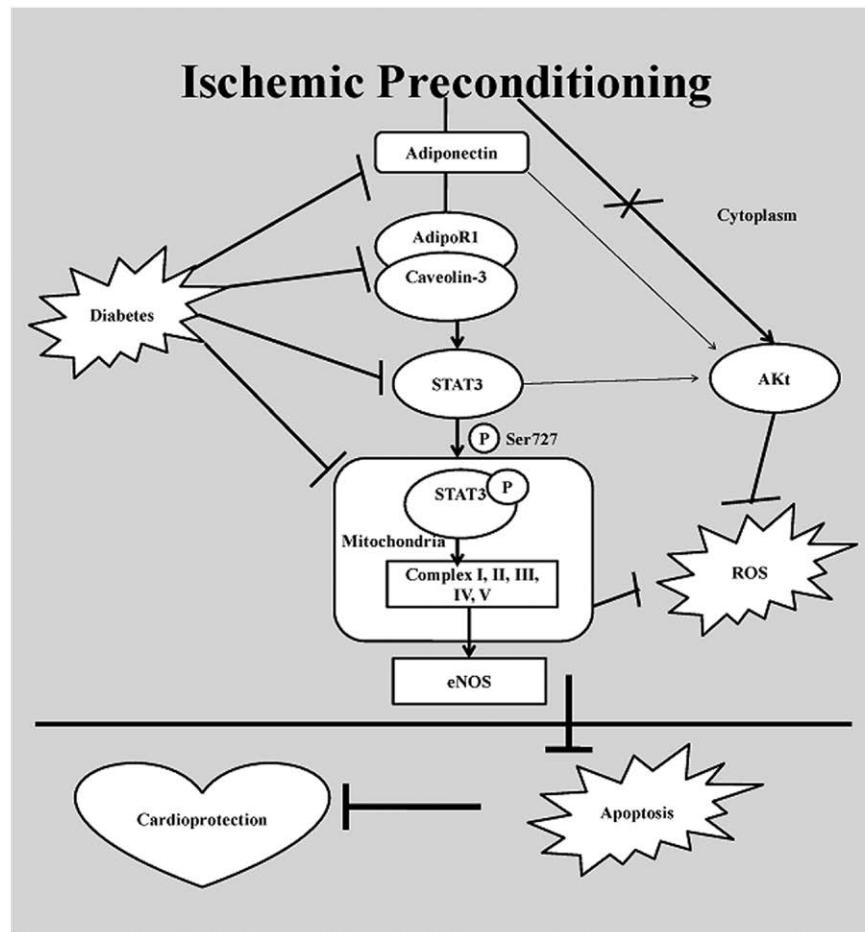 Ischemic Preconditioning
Adiponectin
Cytoplasm
AdipoR1
Caveolin-3
Diabetes
STAT3
AKt
P Ser727
STAT3 P
Mitochondria
Complex I, II, III,
IV, V
ROS
eNOS
Cardioprotection
Apoptosis